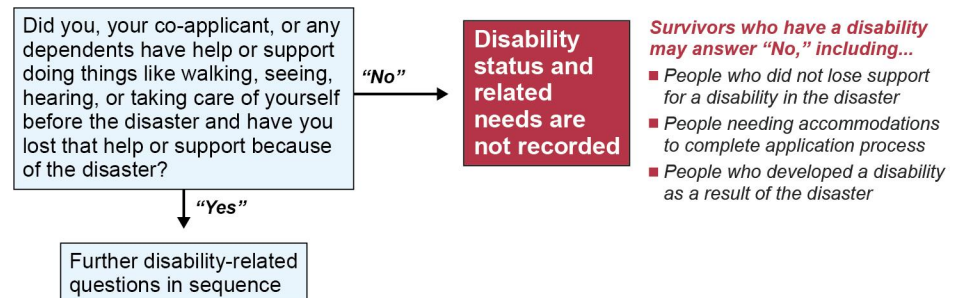 Did you, your co-applicant, or any
dependents have help or support
doing things like walking, seeing,
hearing, or taking care of yourself
before the disaster and have you
lost that help or support because
of the disaster?
“No”
Disability
status and
related
needs are
not recorded
Survivors who have a disability
may answer “No,” including...
■ People who did not lose support
for a disability in the disaster
■ People needing accommodations
to complete application process
■ People who developed a disability
as a result of the disaster
“Yes”
Further disability-related
questions in sequence